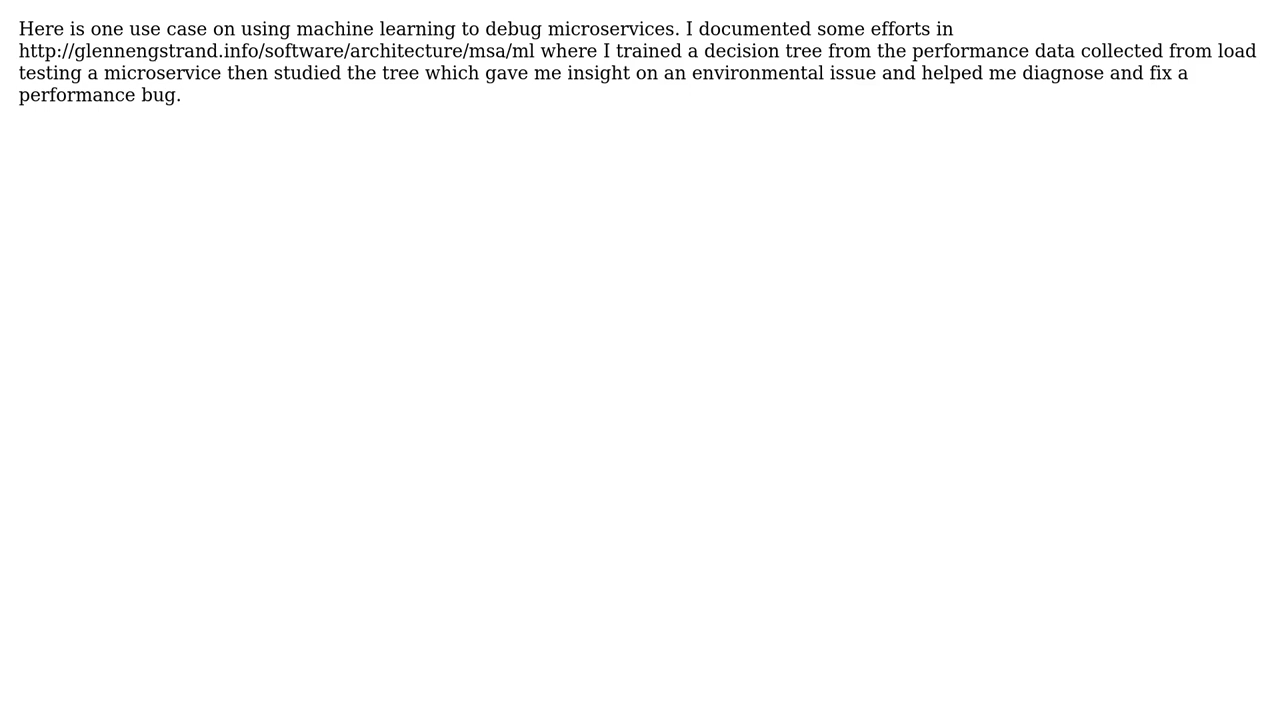 Here is one use case on using machine learning to debug microservices. I documented some efforts in
http://glennengstrand.info/software/architecture/msa/ml where I trained a decision tree from the performance data collected from load
testing a microservice then studied the tree which gave me insight on an environmental issue and helped me diagnose and fix a
performance bug.